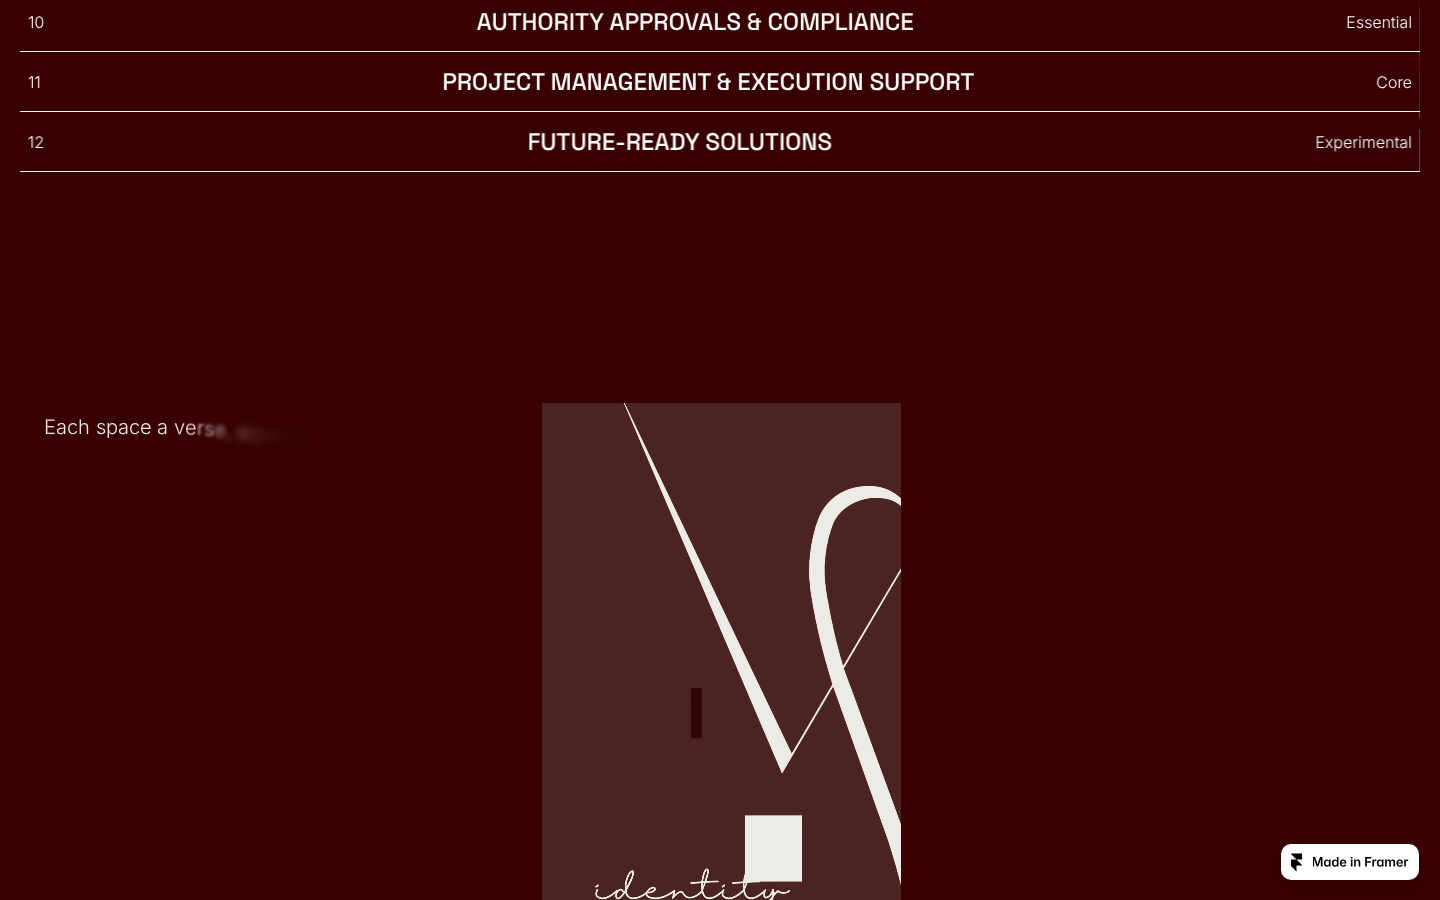 10 AUTHORITY APPROVALS & COMPLIANCE Essential
11 PROJECT MANAGEMENT & EXECUTION SUPPORT Core
12 FUTURE-READY SOLUTIONS Experimental
Each space a verse,
identity
Made in Framer